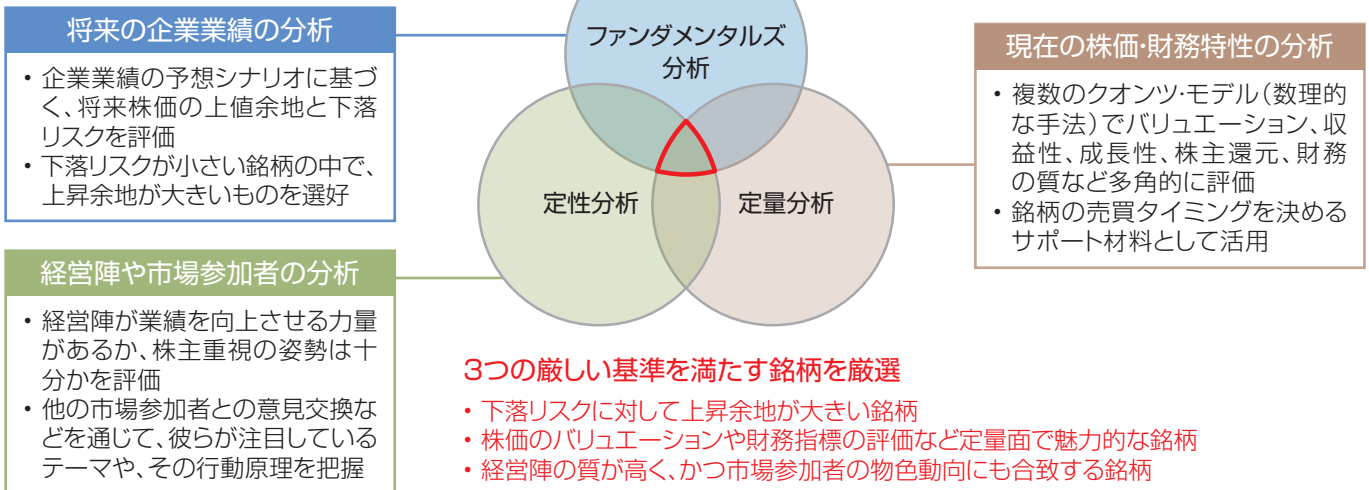 将来の企業業績の分析
• 企業業績の予想シナリオに基づ
く、将来株価の上値余地と下落
リスクを評価
• 下落リスクが小さい銘柄の中で、
上昇余地が大きいものを選好
経営陣や市場参加者の分析
• 経営陣が業績を向上させる力量
があるか、株主重視の姿勢は十
分かを評価
• 他の市場参加者との意見交換な
どを通じて、彼らが注目している
テーマや、その行動原理を把握
ファンダメンタルズ
分析
定性分析
定量分析
現在の株価・財務特性の分析
• 複数のクオンツ・モデル（数理的
な手法）でバリュエーション、収
益性、成長性、株主還元、財務
の質など多角的に評価
• 銘柄の売買タイミングを決める
サポート材料として活用
3つの厳しい基準を満たす銘柄を厳選
• 下落リスクに対して上昇余地が大きい銘柄
• 株価のバリュエーションや財務指標の評価など定量面で魅力的な銘柄
• 経営陣の質が高く、かつ市場参加者の物色動向にも合致する銘柄